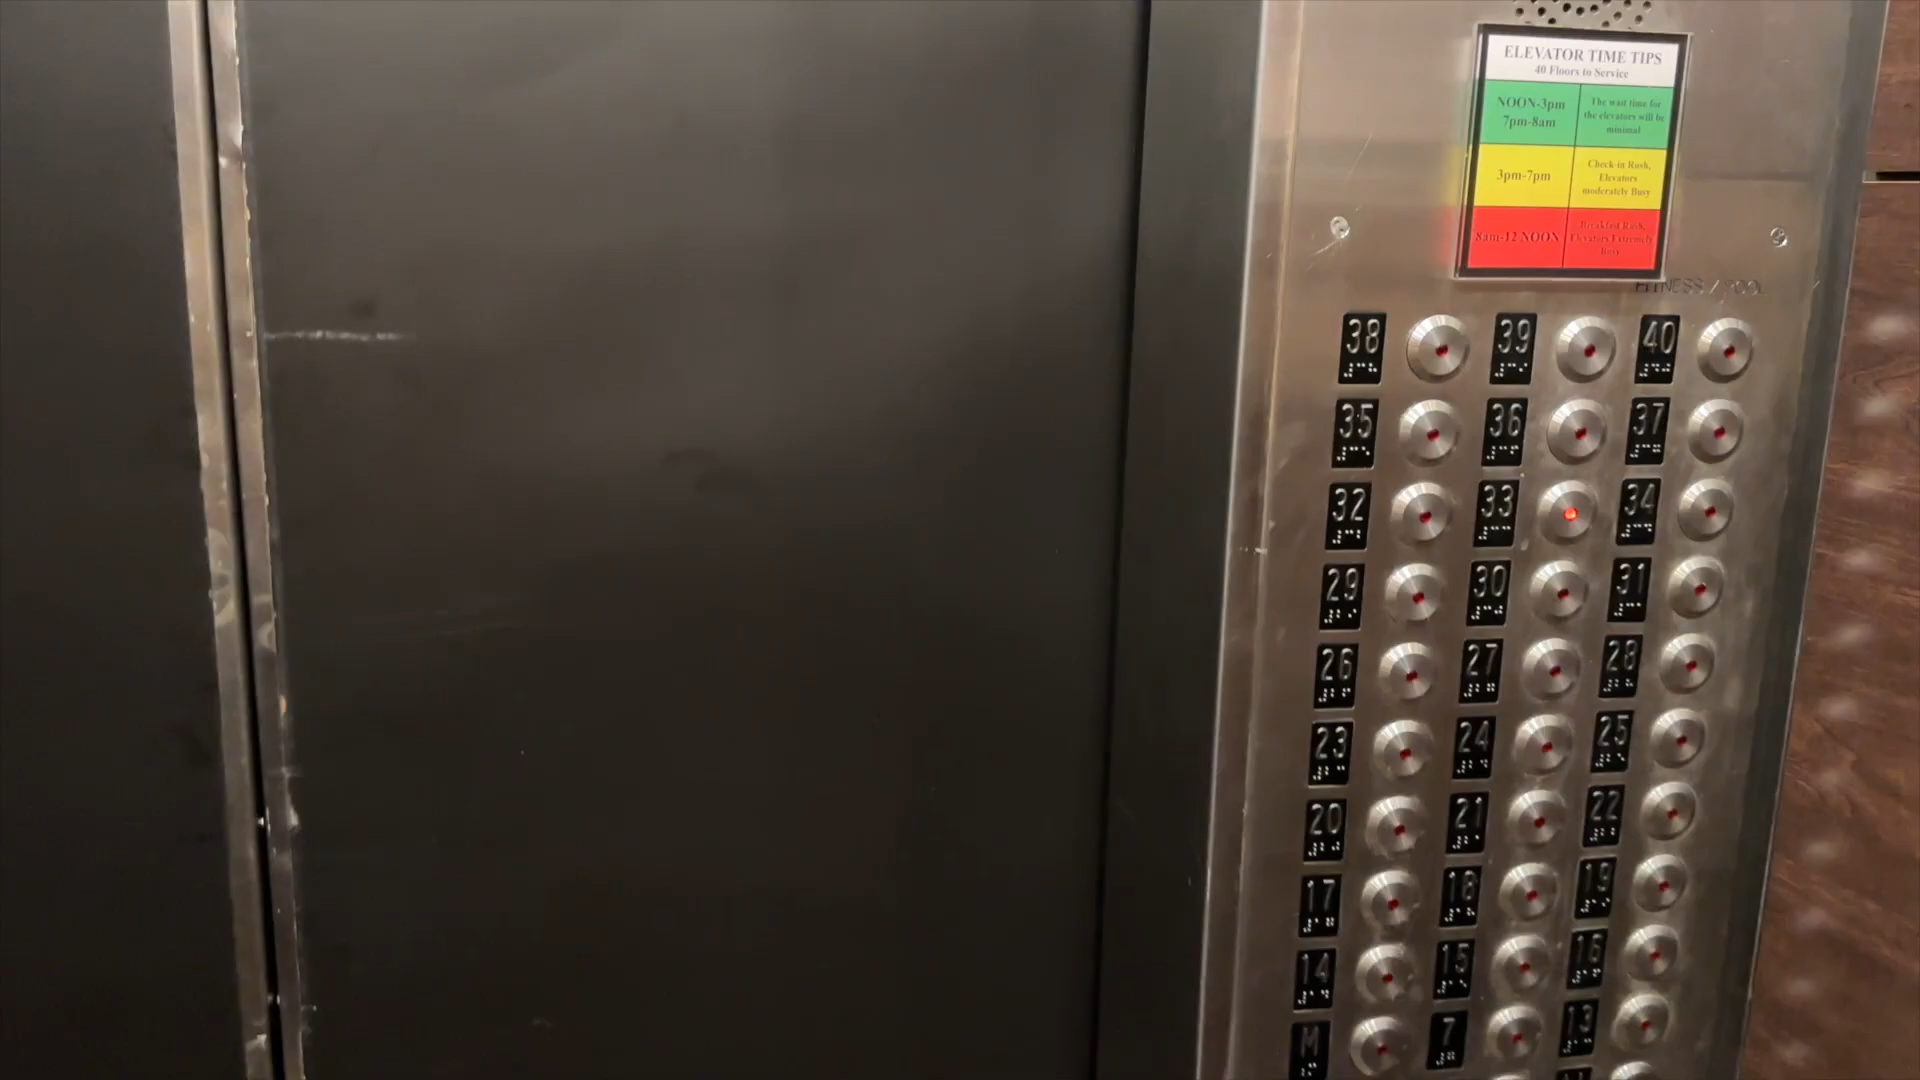 ELEVATOR TIME TIPS
40 Floors to Service
NOON-3pm
7pm-8am
The wait time for
the elevators will be
minimal
3pm-7pm
Check-in Rush,
Elevators
moderately Busy
8am-12 NOON
Breakfast Rush,
Elevators Extremely
Busy
FITNESS / POOL
38 39 40
35 36 37
32 33 34
29 30 31
26 27 28
23 24 25
20 21 22
17 18 19
14 15 16
M 7 13